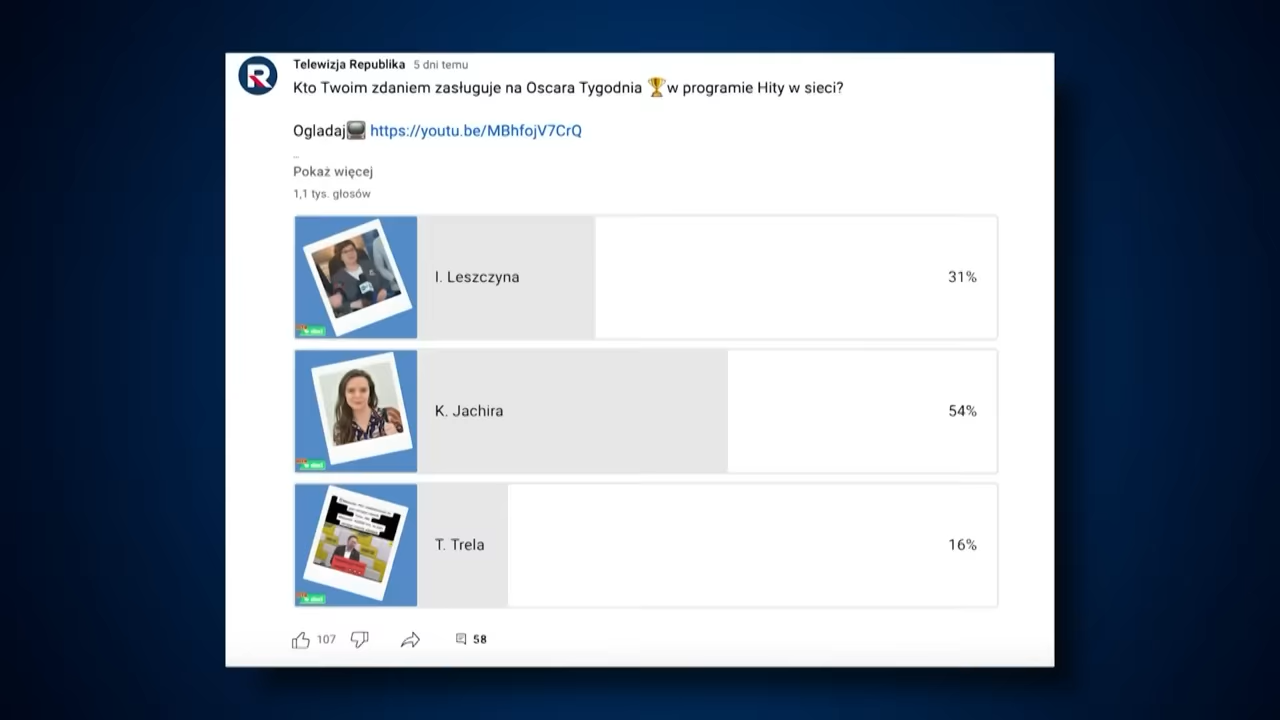 Telewizja Republika 5 dni temu
Kto Twoim zdaniem zasługuje na Oscara Tygodnia 🏆w programie Hity w sieci?
Ogladaj📺 https://youtu.be/MBhfojV7CrQ
..
Pokaż więcej
1,1 tys. głosów
I. Leszczyna 31%
K. Jachira 54%
T. Trela 16%
107 58